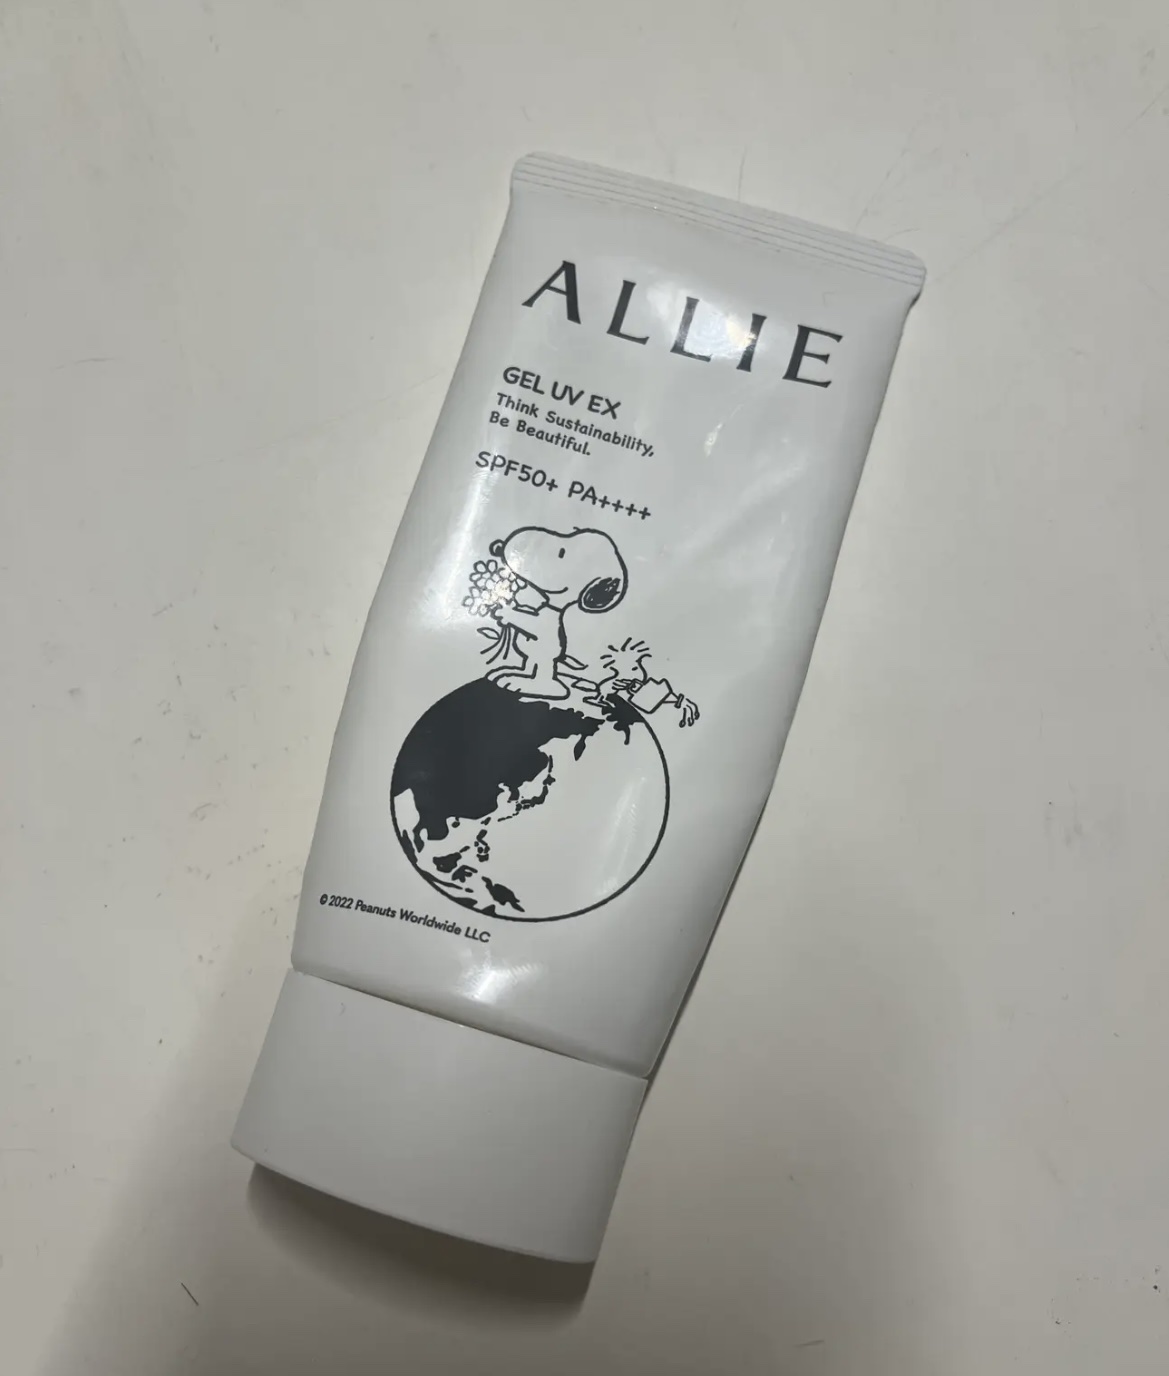 ALLIE
GEL UV EX
Think Sustainability,
Be Beautiful.
SPF50+ PA++++
© 2022 Peanuts Worldwide LLC